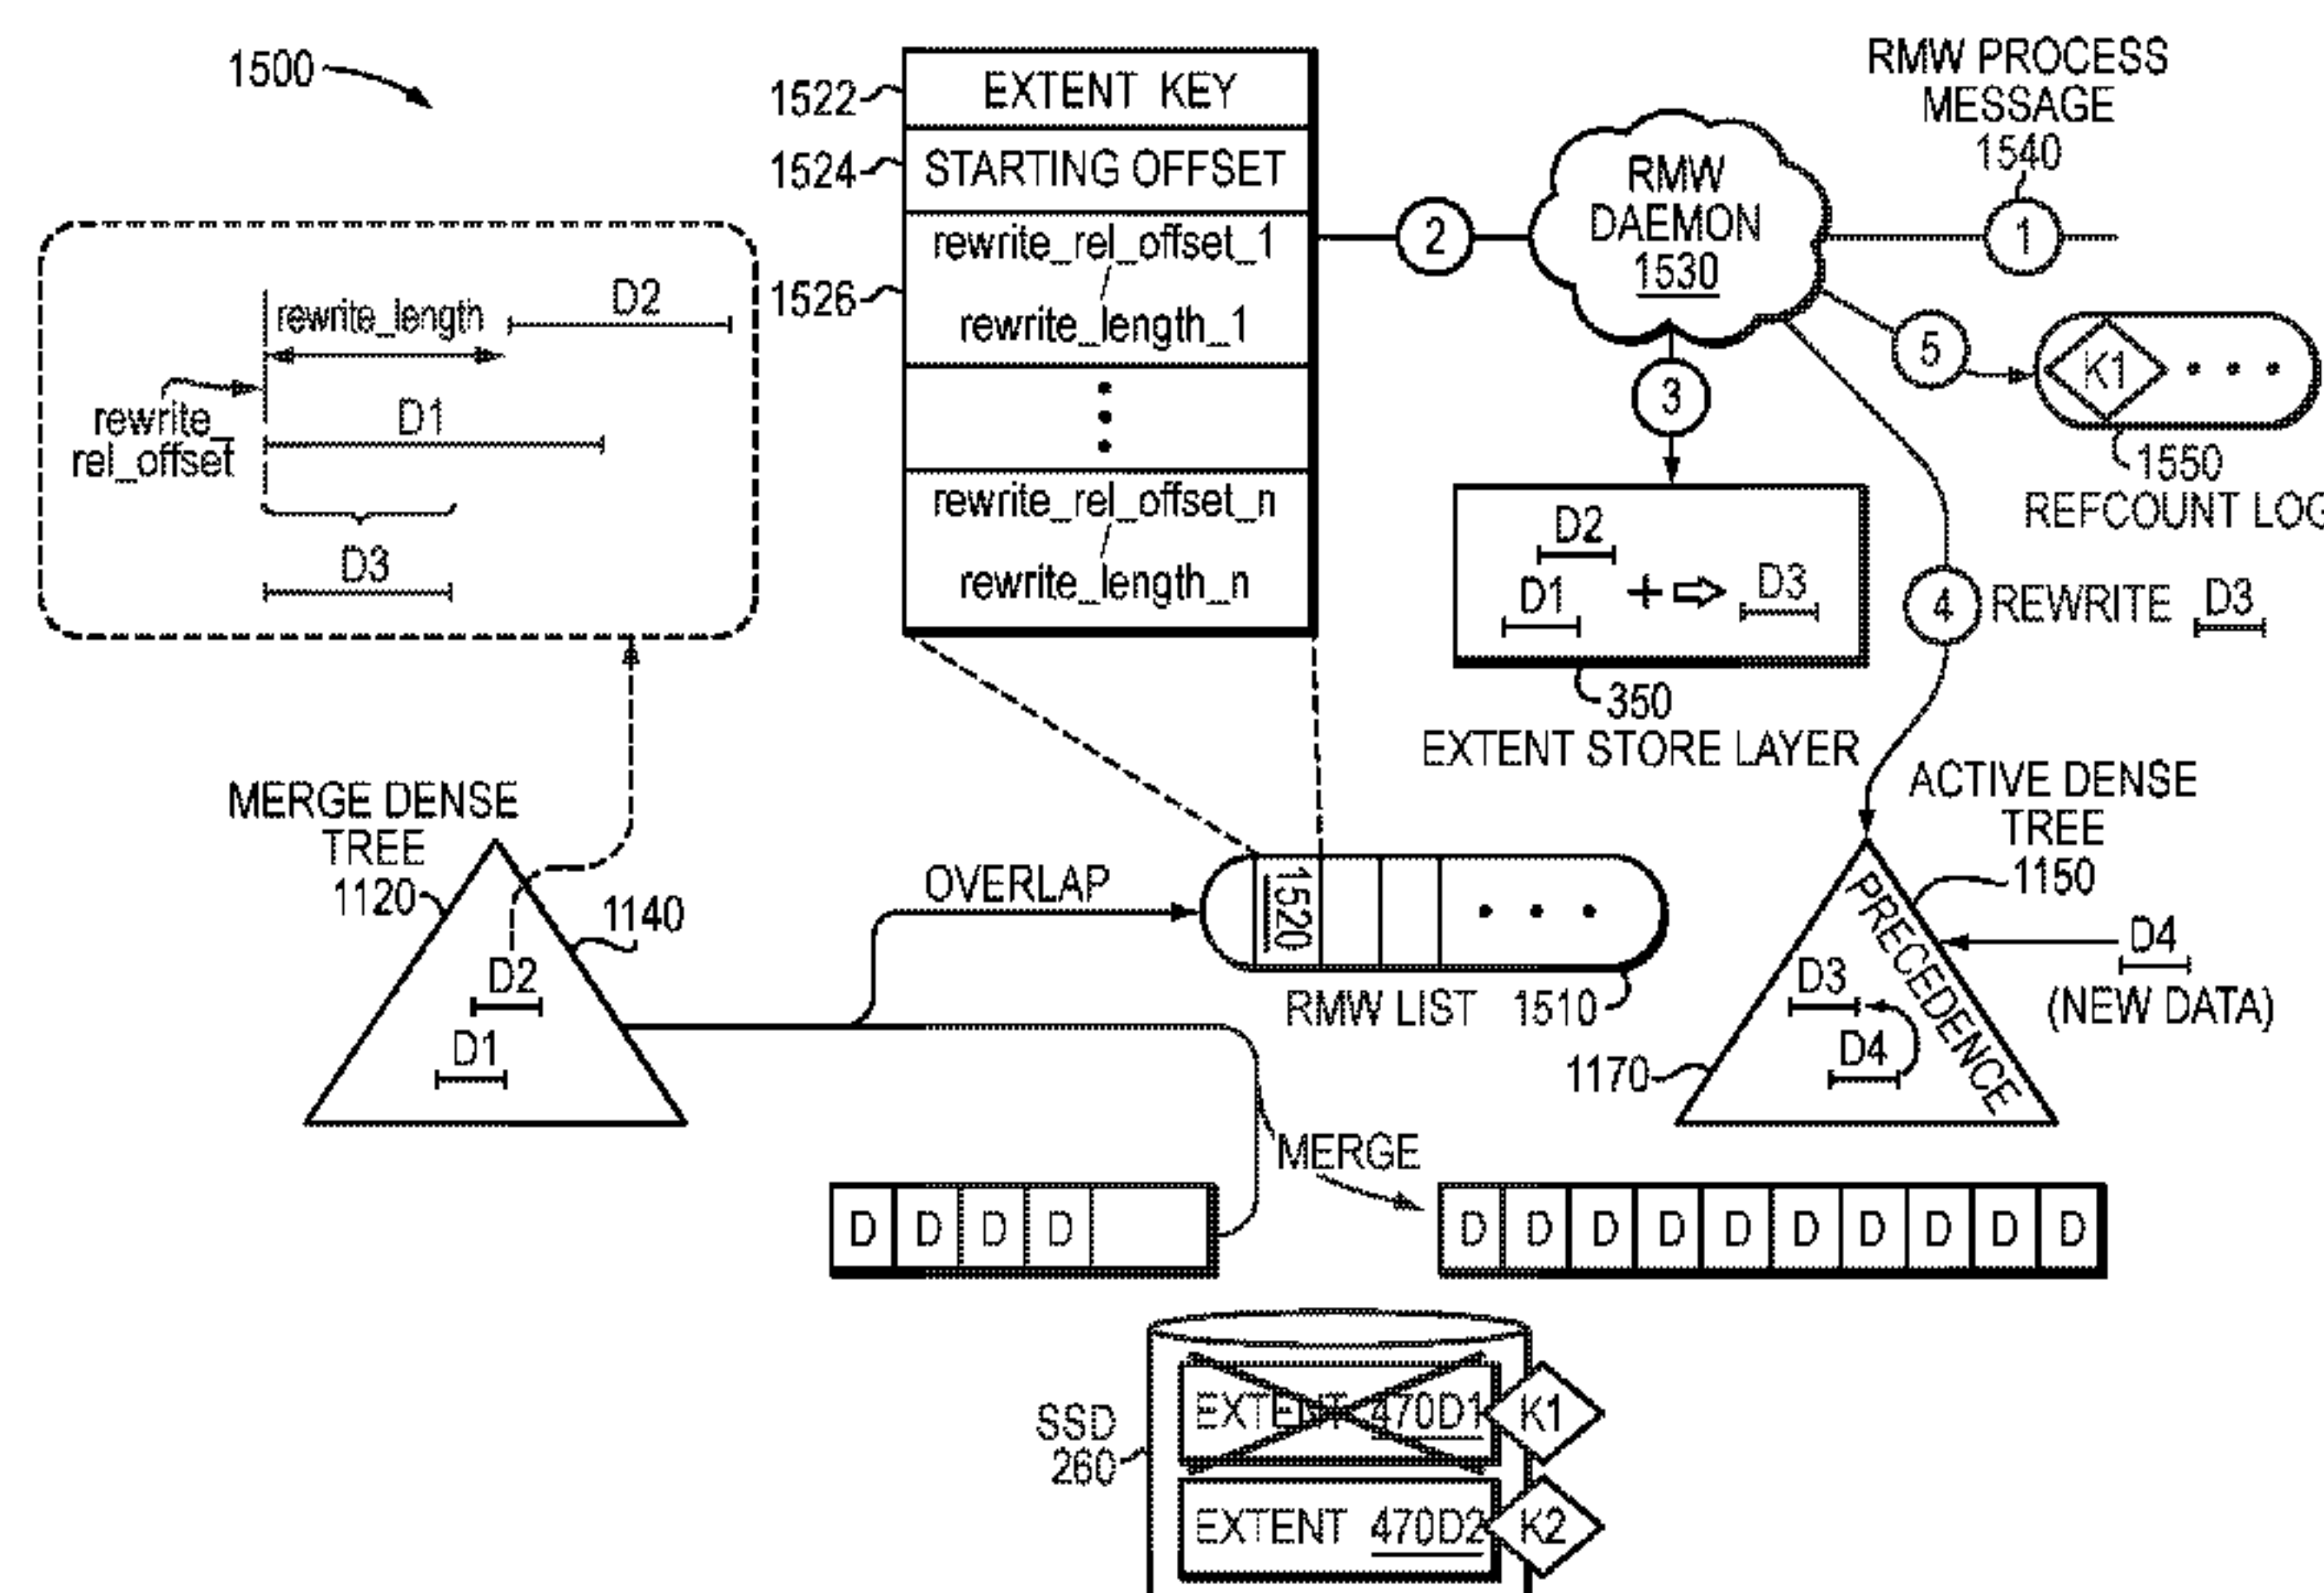 1500
1522
EXTENT KEY
1524
STARTING OFFSET
1526
rewrite_rel_offset_1
rewrite_length_1
rewrite_rel_offset_n
rewrite_length_n
2
RMW
DAEMON
1530
RMW PROCESS
MESSAGE
1540
1
5
K1
1550
REFCOUNT LOG
3
D2
D1
+
D3
350
EXTENT STORE LAYER
4
REWRITE D3
rewrite_length
D2
rewrite_
rel_offset
D1
D3
MERGE DENSE
TREE
1120
1140
D2
D1
OVERLAP
1520
RMW LIST 1510
ACTIVE DENSE
TREE
1150
PRECEDENCE
D3
D4
1170
D4
(NEW DATA)
MERGE
D D D D
D D D D D D D D D D
SSD
260
EXTENT 470D1
K1
EXTENT 470D2
K2